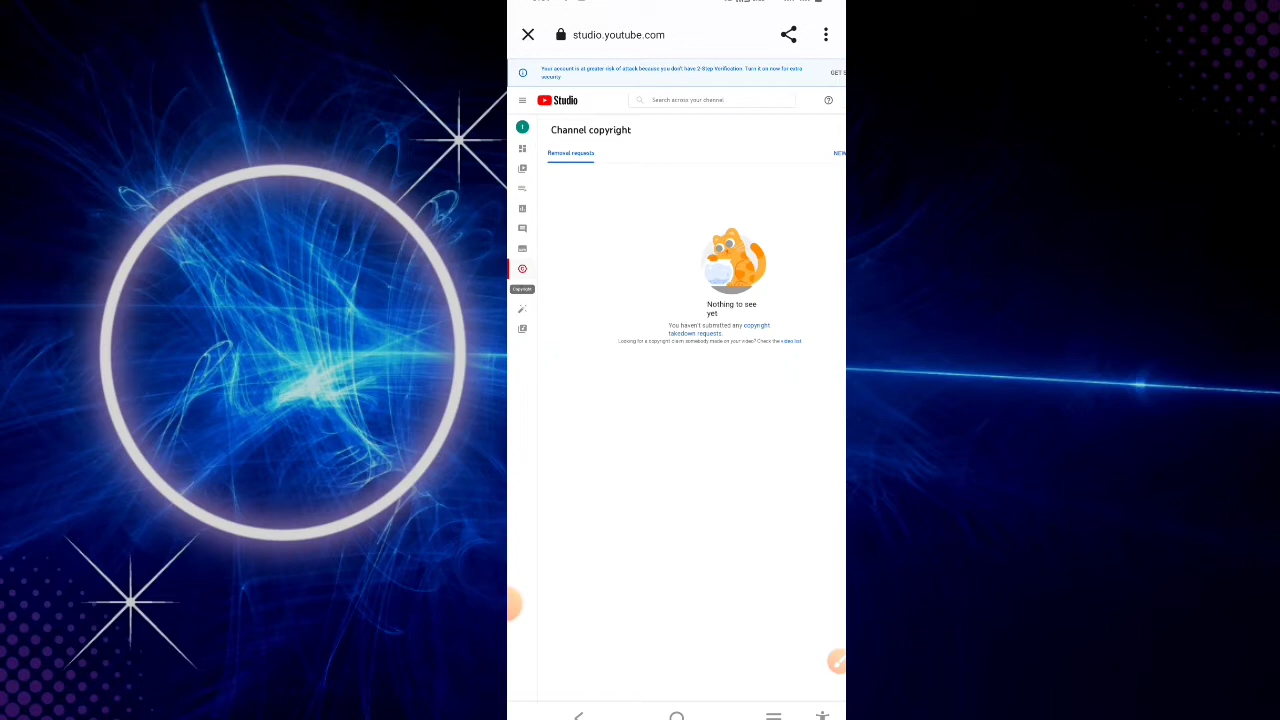 studio.youtube.com
Your account is at greater risk of attack because you don't have 2-Step Verification. Turn it on now for extra
security
GET S
Studio
Search across your channel
Channel copyright
Removal requests
NEW
Copyright
Nothing to see
yet
You haven't submitted any copyright
takedown requests.
Looking for a copyright claim somebody made on your video? Check the video list